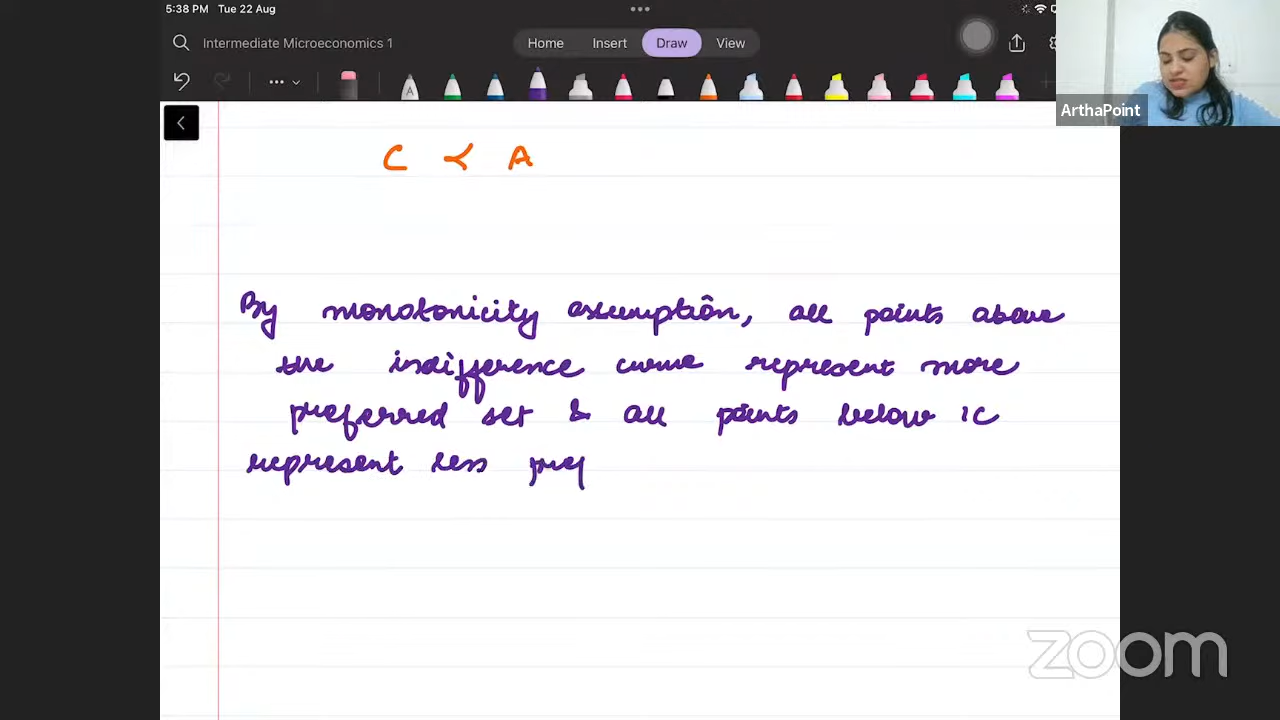 5:38 PM Tue 22 Aug
Intermediate Microeconomics 1
Home Insert Draw View
A
ArthaPoint
C ≺ A
By monotonicity assumption, all points above
the indifference curve represent more
preferred set & all points below IC
represent less pref
zoom